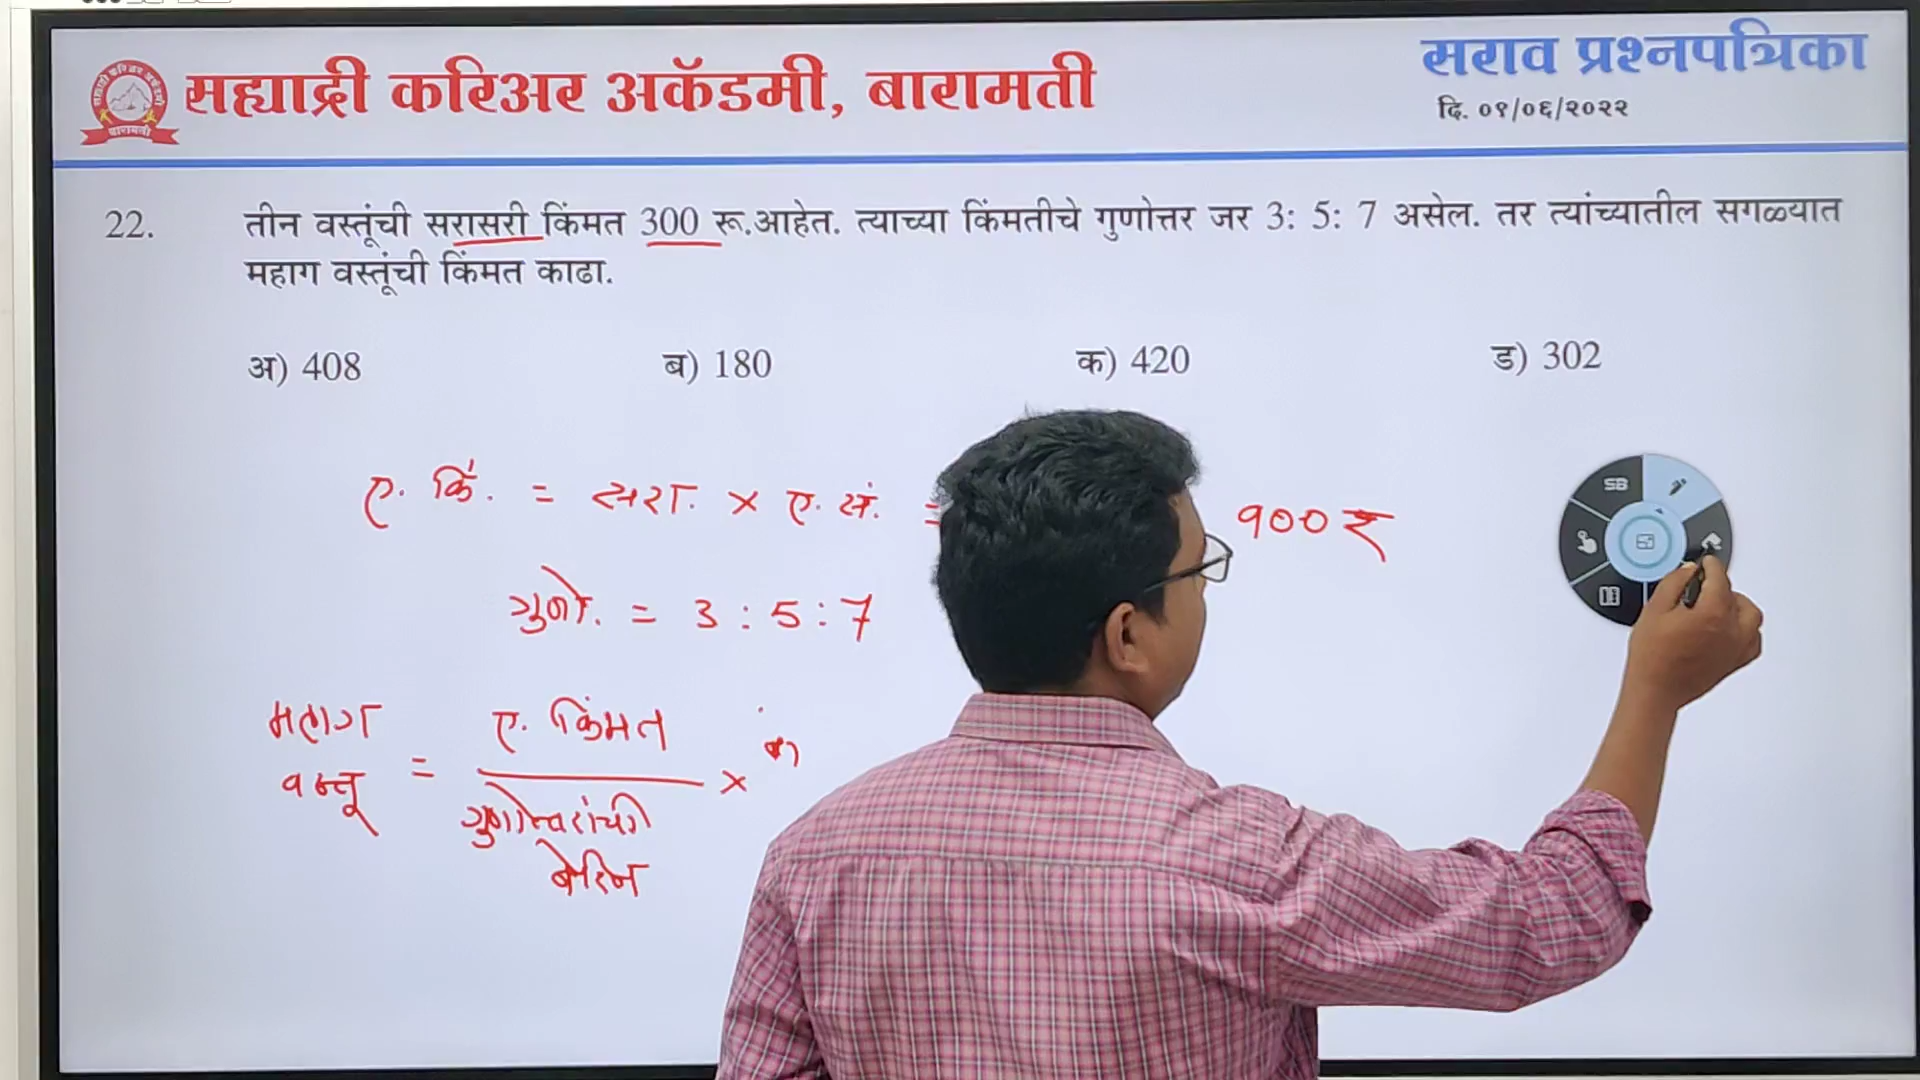 सह्याद्री करिअर अकॅडमी, बारामती
सराव प्रश्नपत्रिका
दि. ०९/०६/२०२२
बारामती
22. तीन वस्तूंची सरासरी किंमत 300 रू.आहेत. त्याच्या किंमतीचे गुणोत्तर जर 3: 5: 7 असेल. तर त्यांच्यातील सगळ्यात
महाग वस्तूंची किंमत काढा.
अ) 408 ब) 180 क) 420 ड) 302
ए. किं. = सरा. × ए. सं. = 900 ₹
गुणो. = 3 : 5 : 7
महाग वस्तू = ए. किंमत
गुणोत्तरांची
बेरिज ×
SB